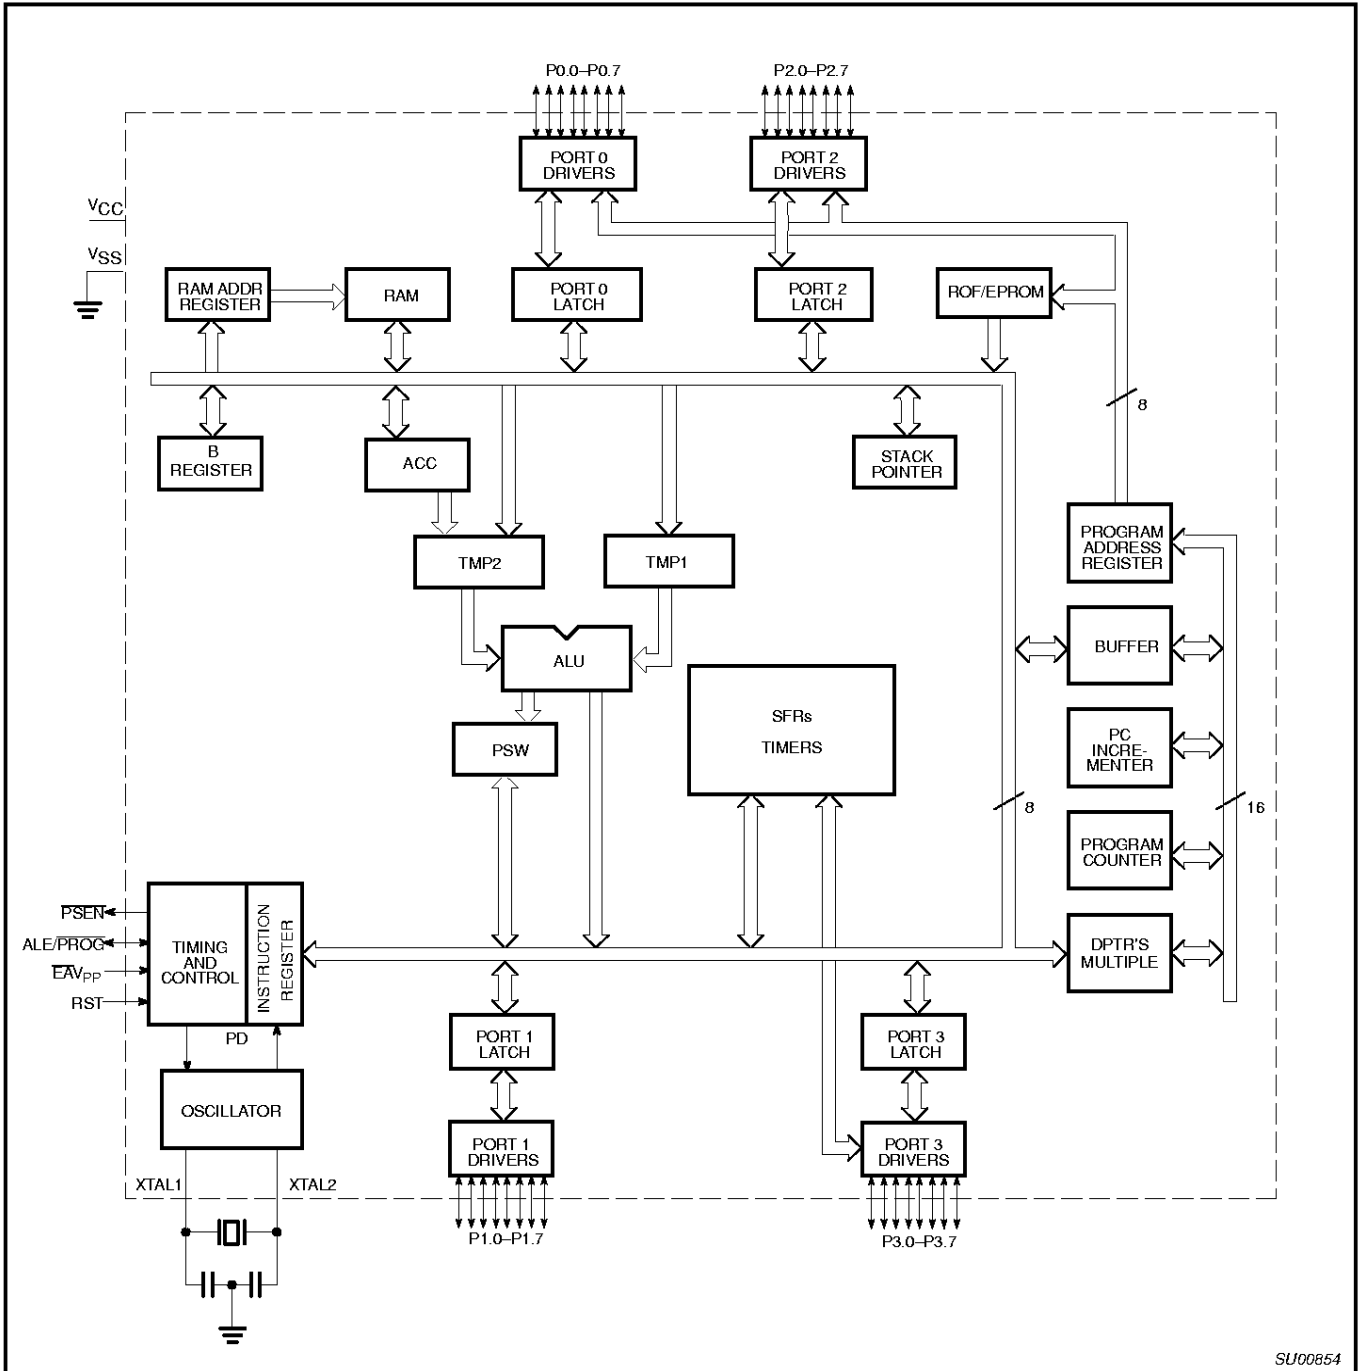 P0.0–P0.7
P2.0–P2.7
PORT 0
DRIVERS
PORT 2
DRIVERS
VCC
VSS
RAM ADDR
REGISTER
RAM
PORT 0
LATCH
PORT 2
LATCH
ROF/EPROM
8
B
REGISTER
ACC
STACK
POINTER
PROGRAM
ADDRESS
REGISTER
TMP2
TMP1
BUFFER
ALU
SFRs
TIMERS
PSW
PC
INCRE-
MENTER
8
16
PROGRAM
COUNTER
PSEN
ALE/PROG
EAVPP
RST
TIMING
AND
CONTROL
INSTRUCTION
REGISTER
DPTR'S
MULTIPLE
PD
PORT 1
LATCH
PORT 3
LATCH
OSCILLATOR
PORT 1
DRIVERS
PORT 3
DRIVERS
XTAL1
XTAL2
P1.0–P1.7
P3.0–P3.7
SU00854